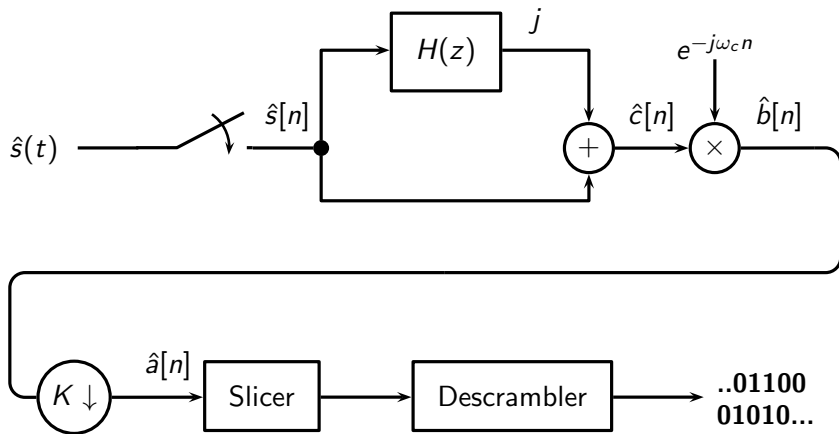 H(z)
j
e^{-jω_c n}
ŝ(t)
ŝ[n]
+
ĉ[n]
×
b̂[n]
K ↓
â[n]
Slicer
Descrambler
..01100
01010...